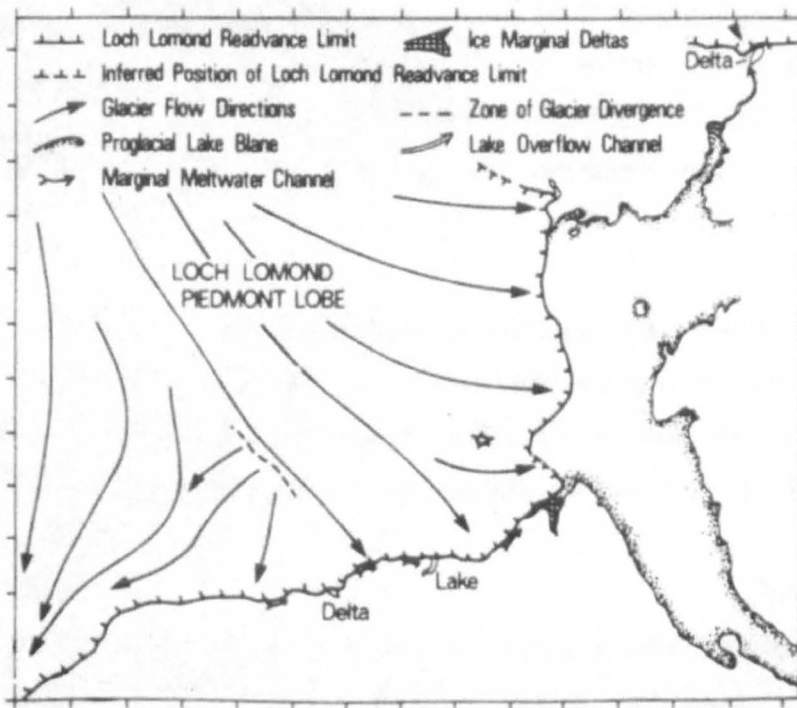 Loch Lomond Readvance Limit
Ice Marginal Deltas
Inferred Position of Loch Lomond Readvance Limit
Glacier Flow Directions
Zone of Glacier Divergence
Proglacial Lake Blane
Lake Overflow Channel
Marginal Meltwater Channel
Delta
LOCH LOMOND
PIEDMONT LOBE
Lake
Delta